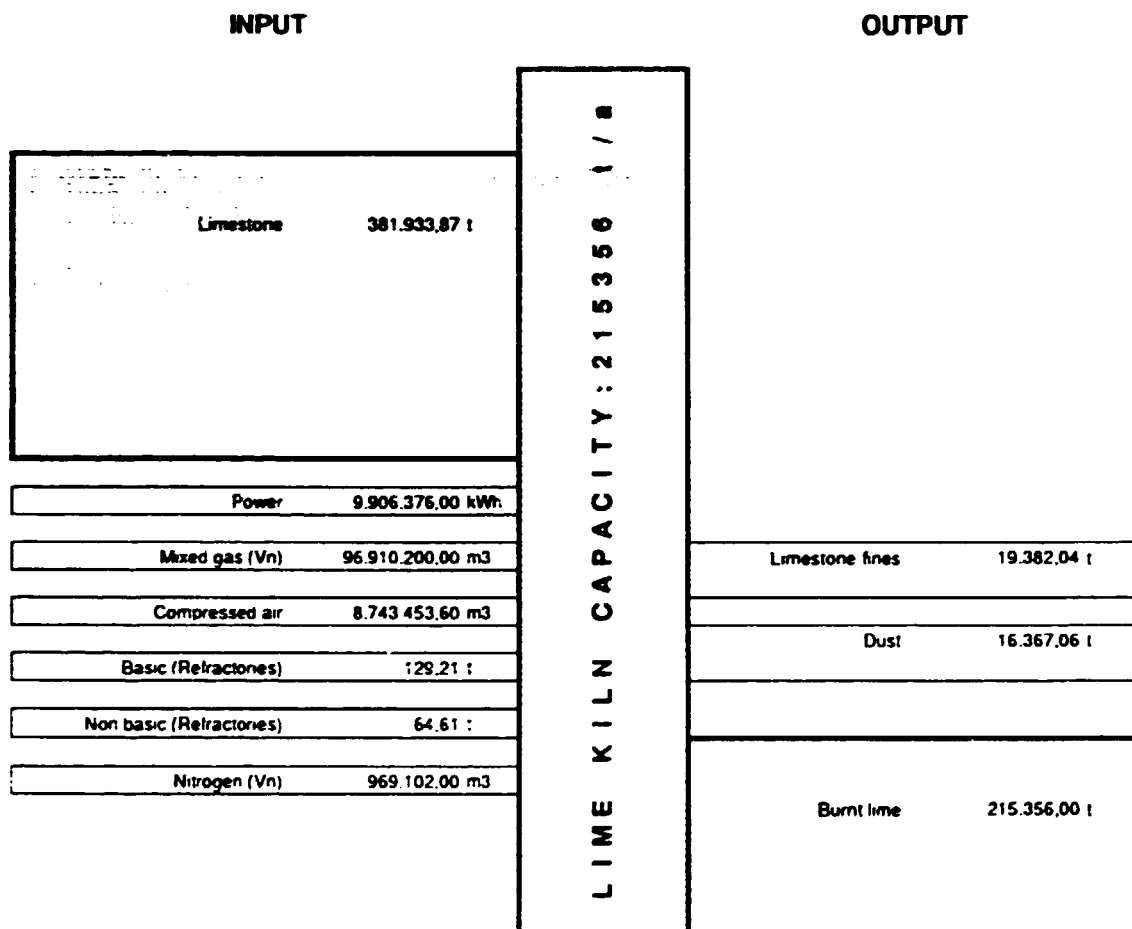 INPUT
OUTPUT
LIME KILN CAPACITY:215356 t/a
Limestone 381.933,87 t
Power 9.906.376,00 kWh
Mixed gas (Vn) 96.910.200,00 m3
Compressed air 8.743.453,60 m3
Basic (Refractories) 129,21 t
Non basic (Refractories) 64,61 t
Nitrogen (Vn) 969.102,00 m3
Limestone fines 19.382,04 t
Dust 16.367,06 t
Burnt lime 215.356,00 t